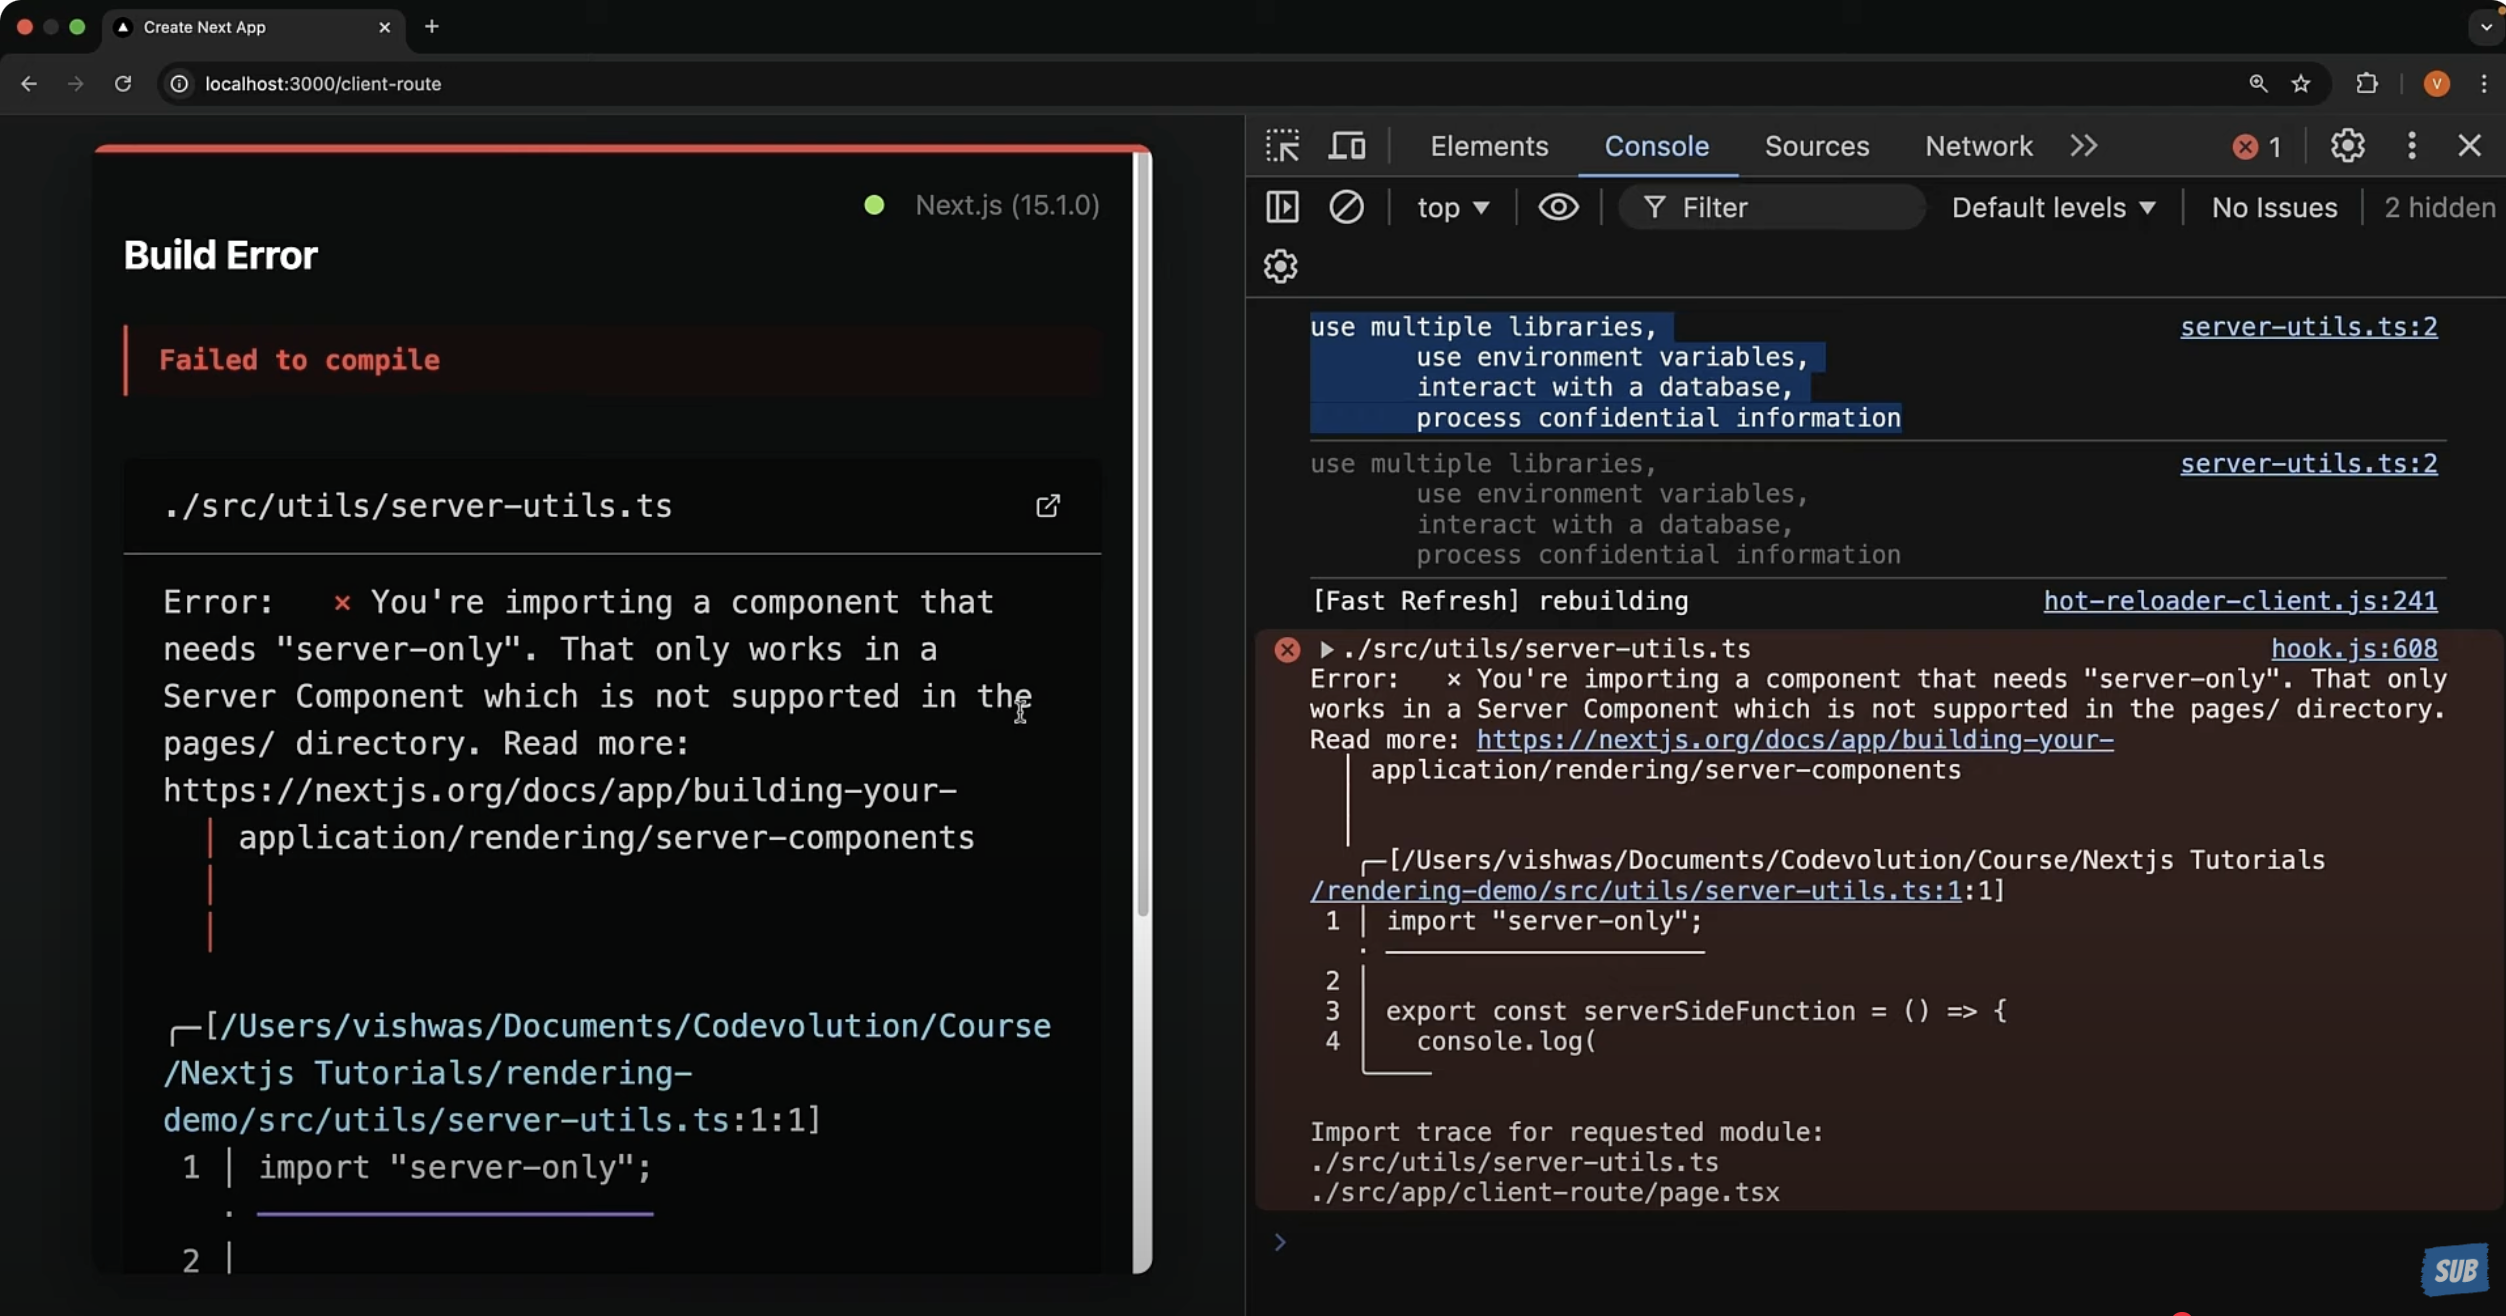 Create Next App
localhost:3000/client-route
V
Next.js (15.1.0)
Build Error
Failed to compile
./src/utils/server-utils.ts
Error:   × You're importing a component that
needs "server-only". That only works in a
Server Component which is not supported in the
pages/ directory. Read more:
https://nextjs.org/docs/app/building-your-
│ application/rendering/server-components
│
│
╭─[/Users/vishwas/Documents/Codevolution/Course
/Nextjs Tutorials/rendering-
demo/src/utils/server-utils.ts:1:1]
1 │ import "server-only";
·
2 │
Elements Console Sources Network 1
top Filter Default levels No Issues 2 hidden
use multiple libraries, server-utils.ts:2
use environment variables,
interact with a database,
process confidential information
use multiple libraries, server-utils.ts:2
use environment variables,
interact with a database,
process confidential information
[Fast Refresh] rebuilding hot-reloader-client.js:241
./src/utils/server-utils.ts hook.js:608
Error:   × You're importing a component that needs "server-only". That only
works in a Server Component which is not supported in the pages/ directory.
Read more: https://nextjs.org/docs/app/building-your-
│ application/rendering/server-components
│
│
╭─[/Users/vishwas/Documents/Codevolution/Course/Nextjs Tutorials
/rendering-demo/src/utils/server-utils.ts:1:1]
1 │ import "server-only";
·
2 │
3 │ export const serverSideFunction = () => {
4 │   console.log(
╰────
Import trace for requested module:
./src/utils/server-utils.ts
./src/app/client-route/page.tsx
SUB